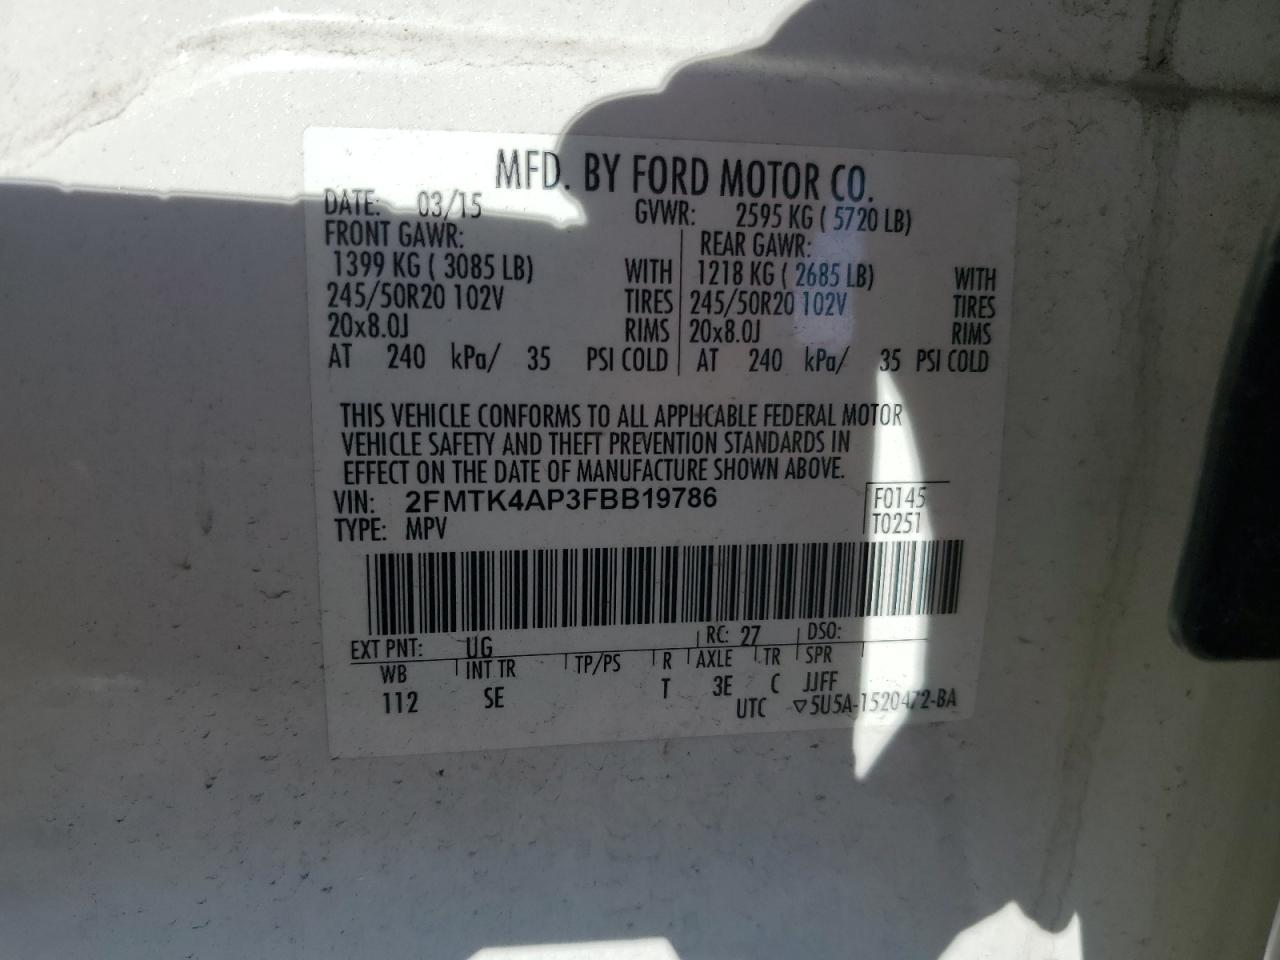 MFD. BY FORD MOTOR CO.
DATE: 03/15 GVWR: 2595 KG ( 5720 LB)
FRONT GAWR: REAR GAWR:
1399 KG ( 3085 LB) WITH 1218 KG ( 2685 LB) WITH
245/50R20 102V TIRES 245/50R20 102V TIRES
20x8.0J RIMS 20x8.0J RIMS
AT 240 kPa/ 35 PSI COLD AT 240 kPa/ 35 PSI COLD
THIS VEHICLE CONFORMS TO ALL APPLICABLE FEDERAL MOTOR
VEHICLE SAFETY AND THEFT PREVENTION STANDARDS IN
EFFECT ON THE DATE OF MANUFACTURE SHOWN ABOVE.
VIN: 2FMTK4AP3FBB19786 F0145
TYPE: MPV T0251
EXT PNT: UG RC: 27 DSO:
WB INT TR TP/PS R AXLE TR SPR
112 SE T 3E C JJFF
UTC ▽5U5A-1520472-BA